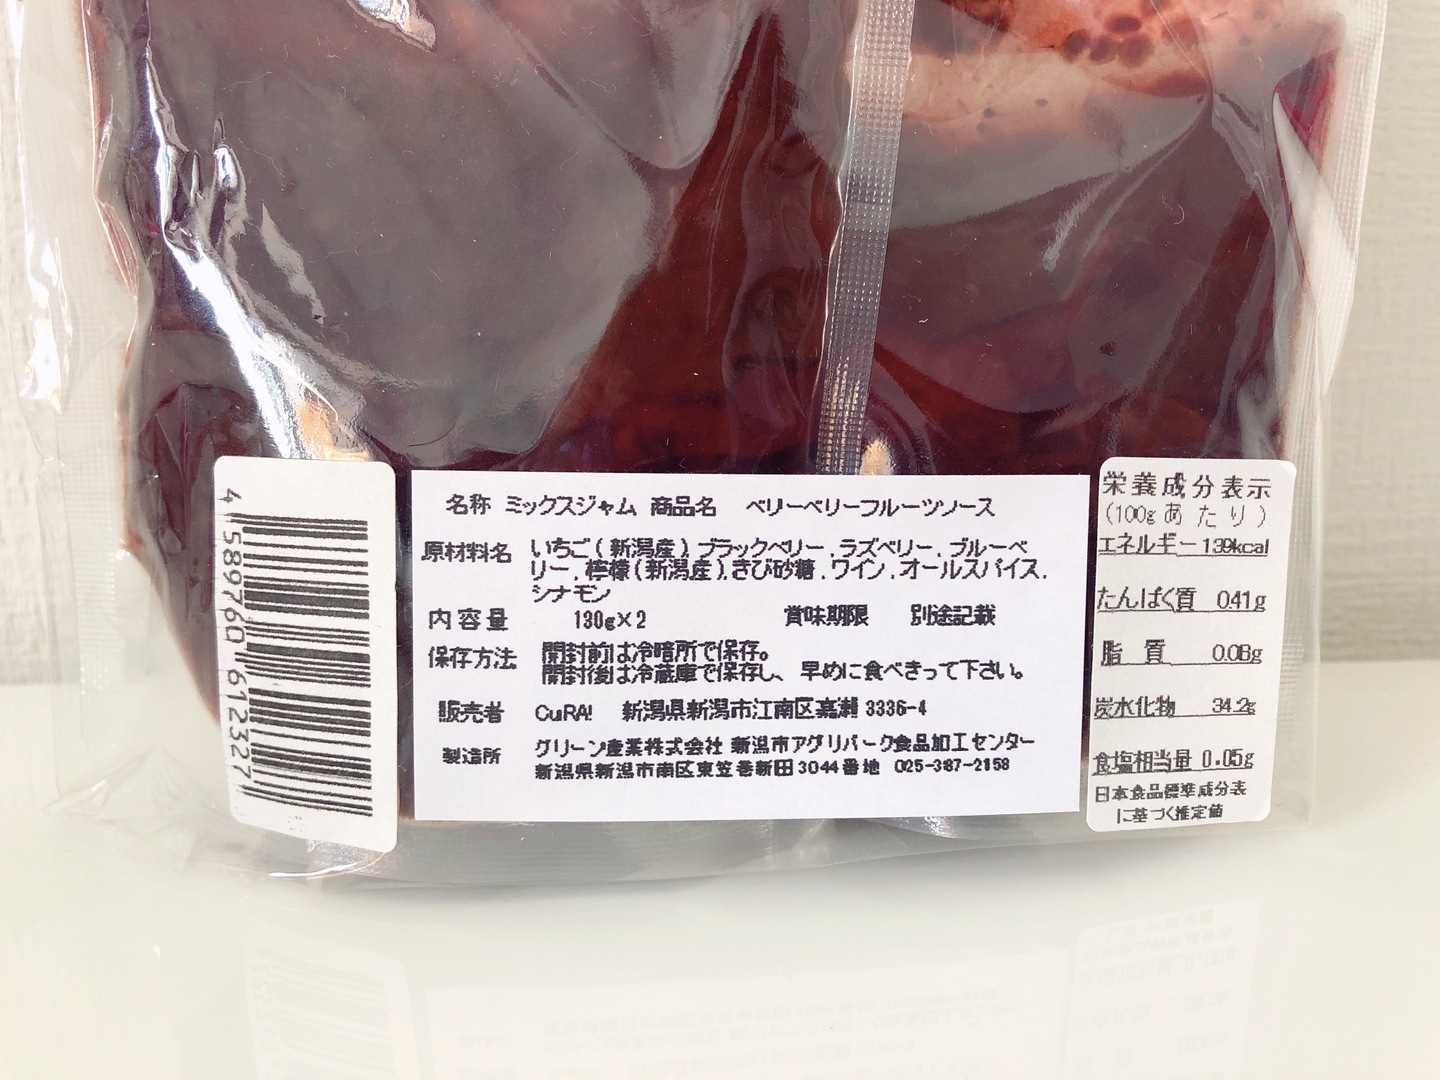 4 589760 612327
名称 ミックスジャム 商品名 ベリーベリーフルーツソース
原材料名 いちご(新潟産), ブラックベリー, ラズベリー, ブルーベ
リー, 檸檬(新潟産), きび砂糖, ワイン, オールスパイス,
シナモン
内容量 130g×2 賞味期限 別途記載
保存方法 開封前は冷暗所で保存。
開封後は冷蔵庫で保存し、早めに食べきって下さい。
販売者 CuRA! 新潟県新潟市江南区嘉瀬 3336-4
製造所 グリーン産業株式会社 新潟市アグリパーク食品加工センター
新潟県新潟市南区東笠巻新田3044番地 025-387-2158
栄養成分表示
(100gあたり)
エネルギー 139kcal
たんぱく質 0.41g
脂質 0.08g
炭水化物 34.2g
食塩相当量 0.05g
日本食品標準成分表
に基づく推定値